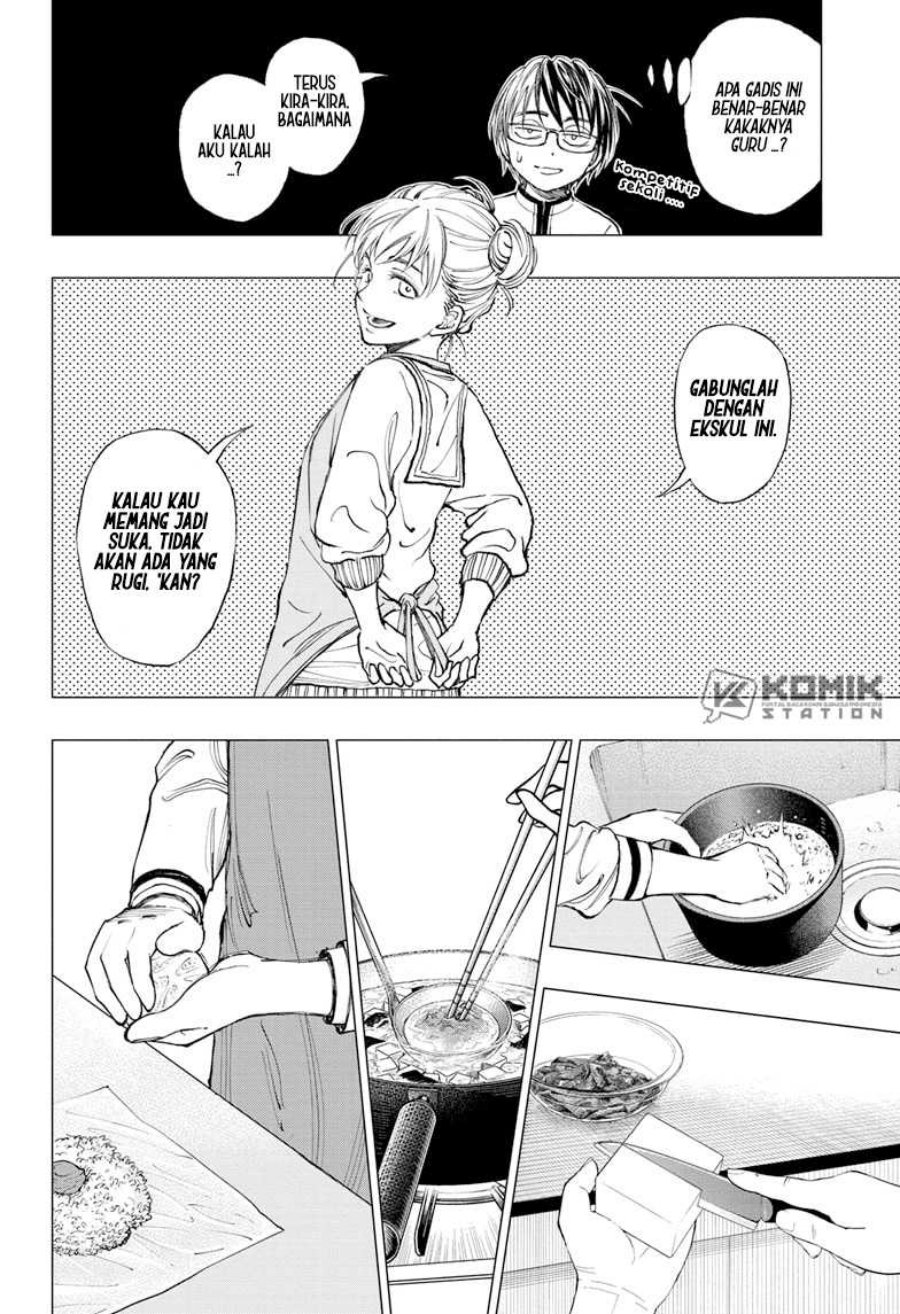 APA GADIS INI
BENAR-BENAR
KAKAKNYA
GURU ...?
Kompetitif
sekali ....
TERUS
KIRA-KIRA,
BAGAIMANA
KALAU
AKU KALAH
...?
GABUNGLAH
DENGAN
EKSKUL INI.
KALAU KAU
MEMANG JADI
SUKA, TIDAK
AKAN ADA YANG
RUGI, 'KAN?
KOMIK
STATION